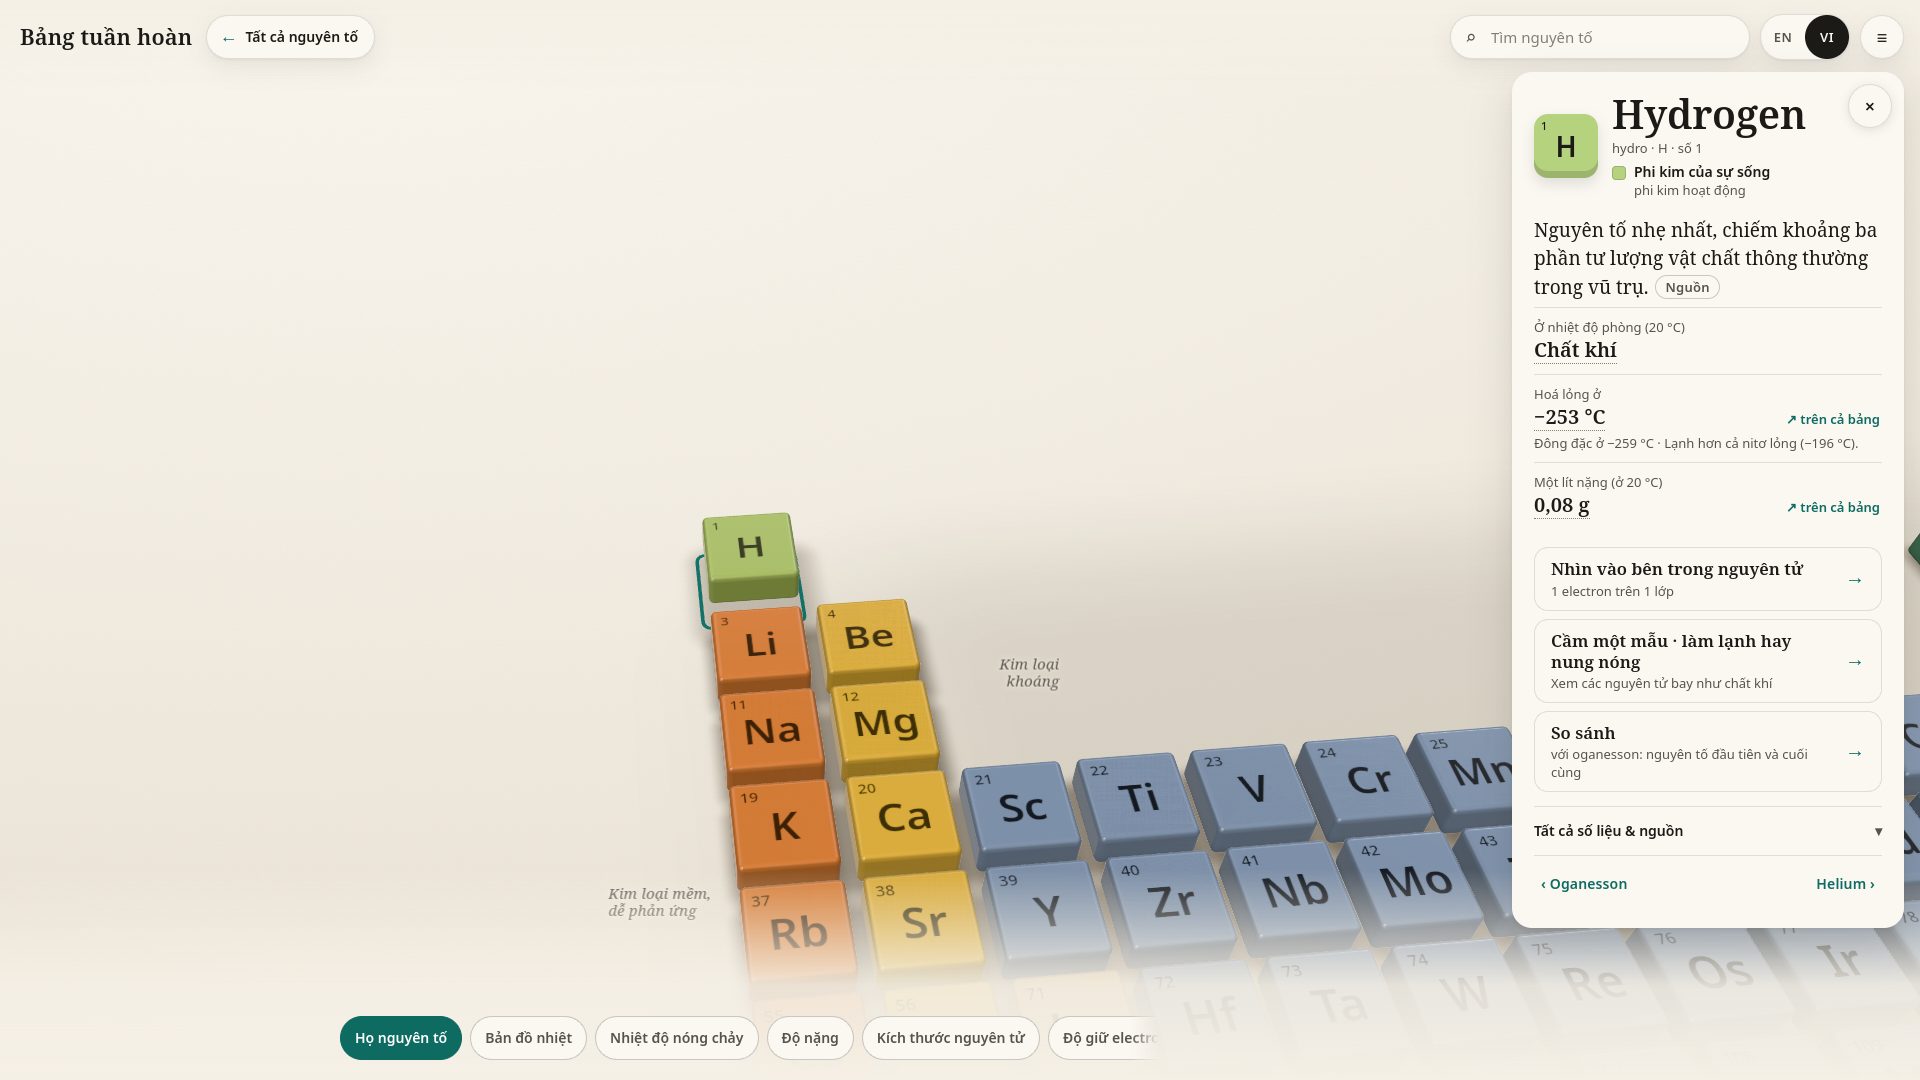 Bảng tuần hoàn
← Tất cả nguyên tố
Tìm nguyên tố
EN
VI
≡
×
1
H
Hydrogen
hydro · H · số 1
Phi kim của sự sống
phi kim hoạt động
Nguyên tố nhẹ nhất, chiếm khoảng ba
phần tư lượng vật chất thông thường
trong vũ trụ. Nguồn
Ở nhiệt độ phòng (20 °C)
Chất khí
Hoá lỏng ở
−253 °C
↗ trên cả bảng
Đông đặc ở −259 °C · Lạnh hơn cả nitơ lỏng (−196 °C).
Một lít nặng (ở 20 °C)
0,08 g
↗ trên cả bảng
Nhìn vào bên trong nguyên tử
1 electron trên 1 lớp
→
Cầm một mẫu · làm lạnh hay
nung nóng
Xem các nguyên tử bay như chất khí
→
So sánh
với oganesson: nguyên tố đầu tiên và cuối
cùng
→
Tất cả số liệu & nguồn
▾
‹ Oganesson
Helium ›
1
H
3
Li
4
Be
Kim loại
khoáng
11
Na
12
Mg
19
K
20
Ca
21
Sc
22
Ti
23
V
24
Cr
25
Mn
Kim loại mềm,
dễ phản ứng
37
Rb
38
Sr
39
Y
40
Zr
41
Nb
42
Mo
43
56
71
72
Hf
73
Ta
74
W
75
Re
76
Os
Ir
78
Họ nguyên tố
Bản đồ nhiệt
Nhiệt độ nóng chảy
Độ nặng
Kích thước nguyên tử
Độ giữ electro